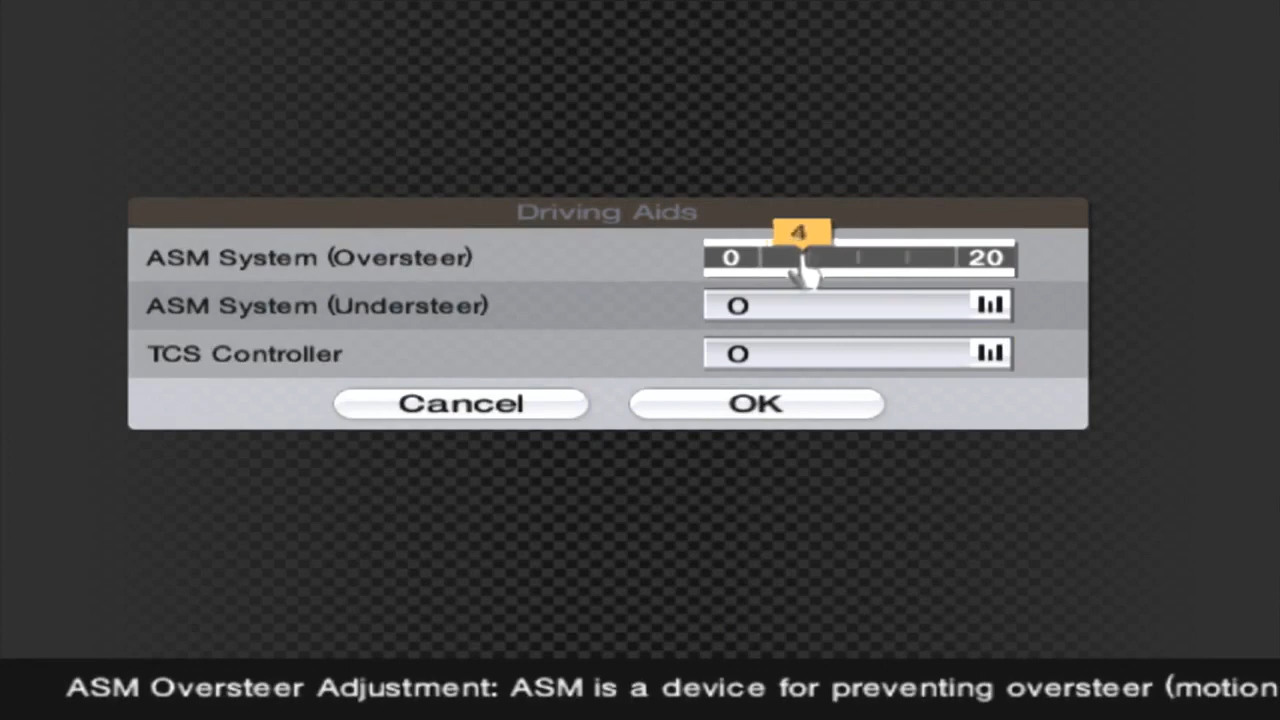 Driving Aids
4
ASM System (Oversteer) 0 20
ASM System (Understeer) 0
TCS Controller 0
Cancel OK
ASM Oversteer Adjustment: ASM is a device for preventing oversteer (motion